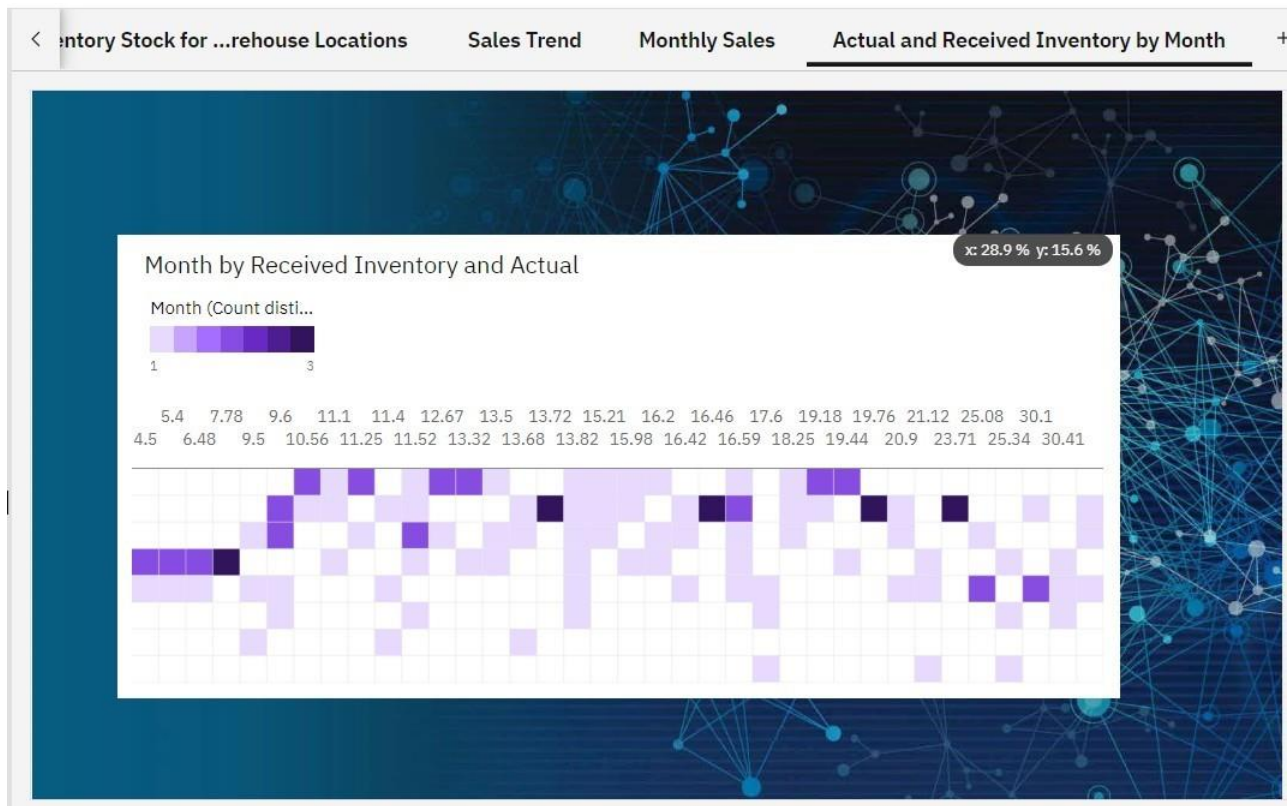 entory Stock for ...rehouse Locations Sales Trend Monthly Sales Actual and Received Inventory by Month +
x: 28.9 % y: 15.6 %
Month by Received Inventory and Actual
Month (Count disti...
1 3
5.4 7.78 9.6 11.1 11.4 12.67 13.5 13.72 15.21 16.2 16.46 17.6 19.18 19.76 21.12 25.08 30.1
4.5 6.48 9.5 10.56 11.25 11.52 13.32 13.68 13.82 15.98 16.42 16.59 18.25 19.44 20.9 23.71 25.34 30.41